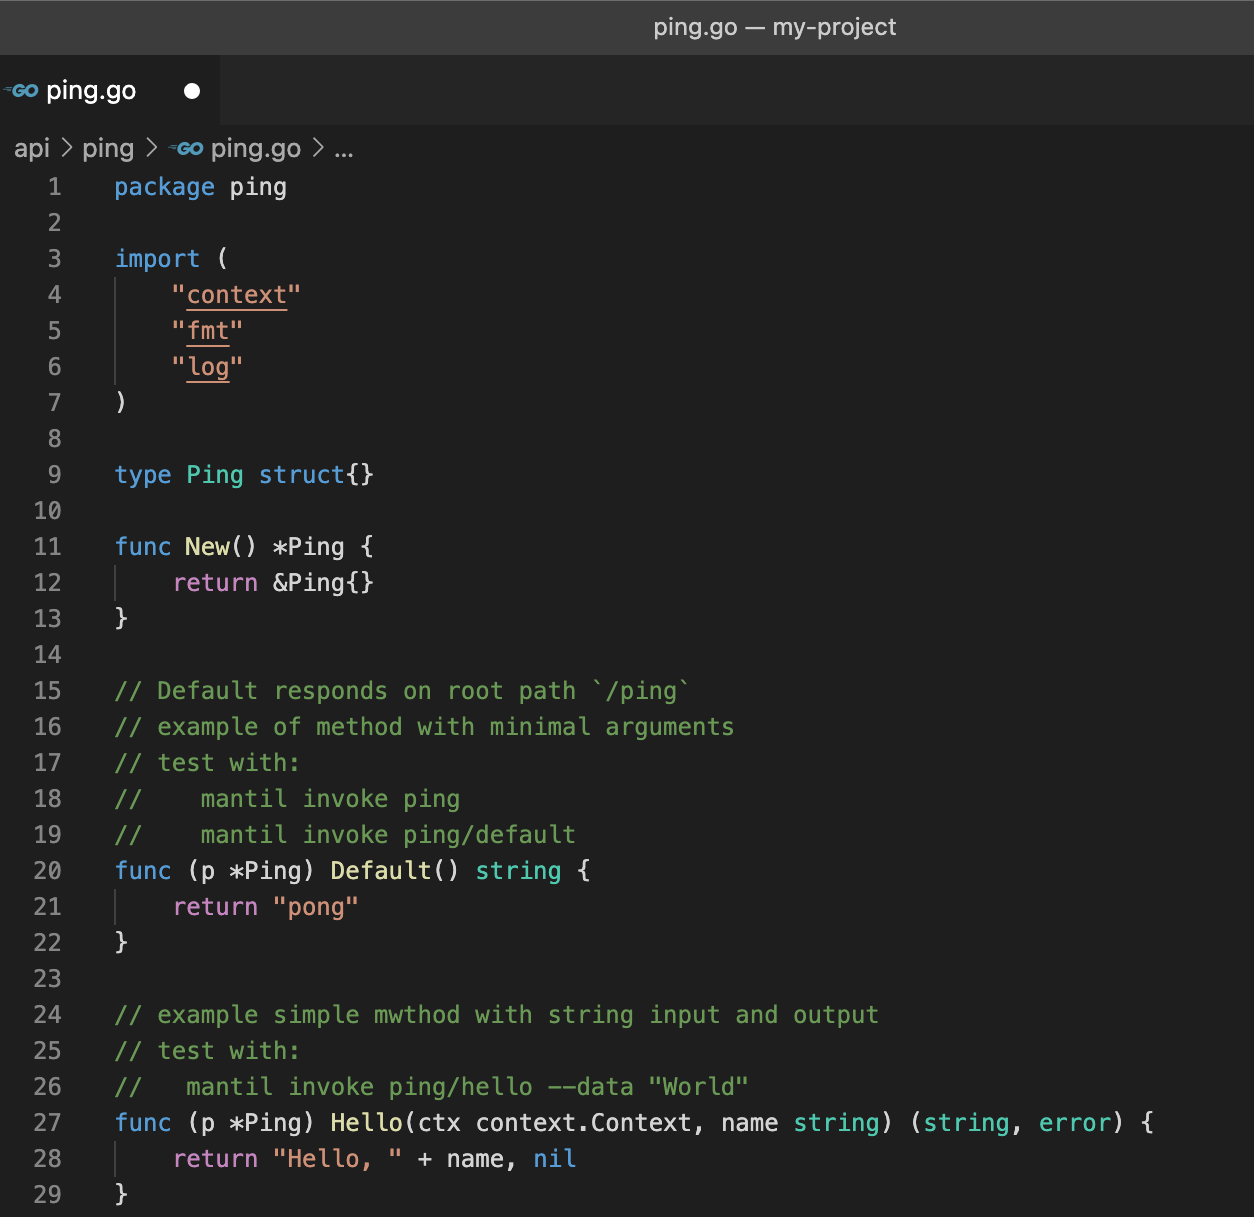 ping.go — my-project
GO ping.go
api > ping > GO ping.go > ...
1 package ping
2
3 import (
4     "context"
5     "fmt"
6     "log"
7 )
8
9 type Ping struct{}
10
11 func New() *Ping {
12     return &Ping{}
13 }
14
15 // Default responds on root path `/ping`
16 // example of method with minimal arguments
17 // test with:
18 //    mantil invoke ping
19 //    mantil invoke ping/default
20 func (p *Ping) Default() string {
21     return "pong"
22 }
23
24 // example simple mwthod with string input and output
25 // test with:
26 //   mantil invoke ping/hello --data "World"
27 func (p *Ping) Hello(ctx context.Context, name string) (string, error) {
28     return "Hello, " + name, nil
29 }